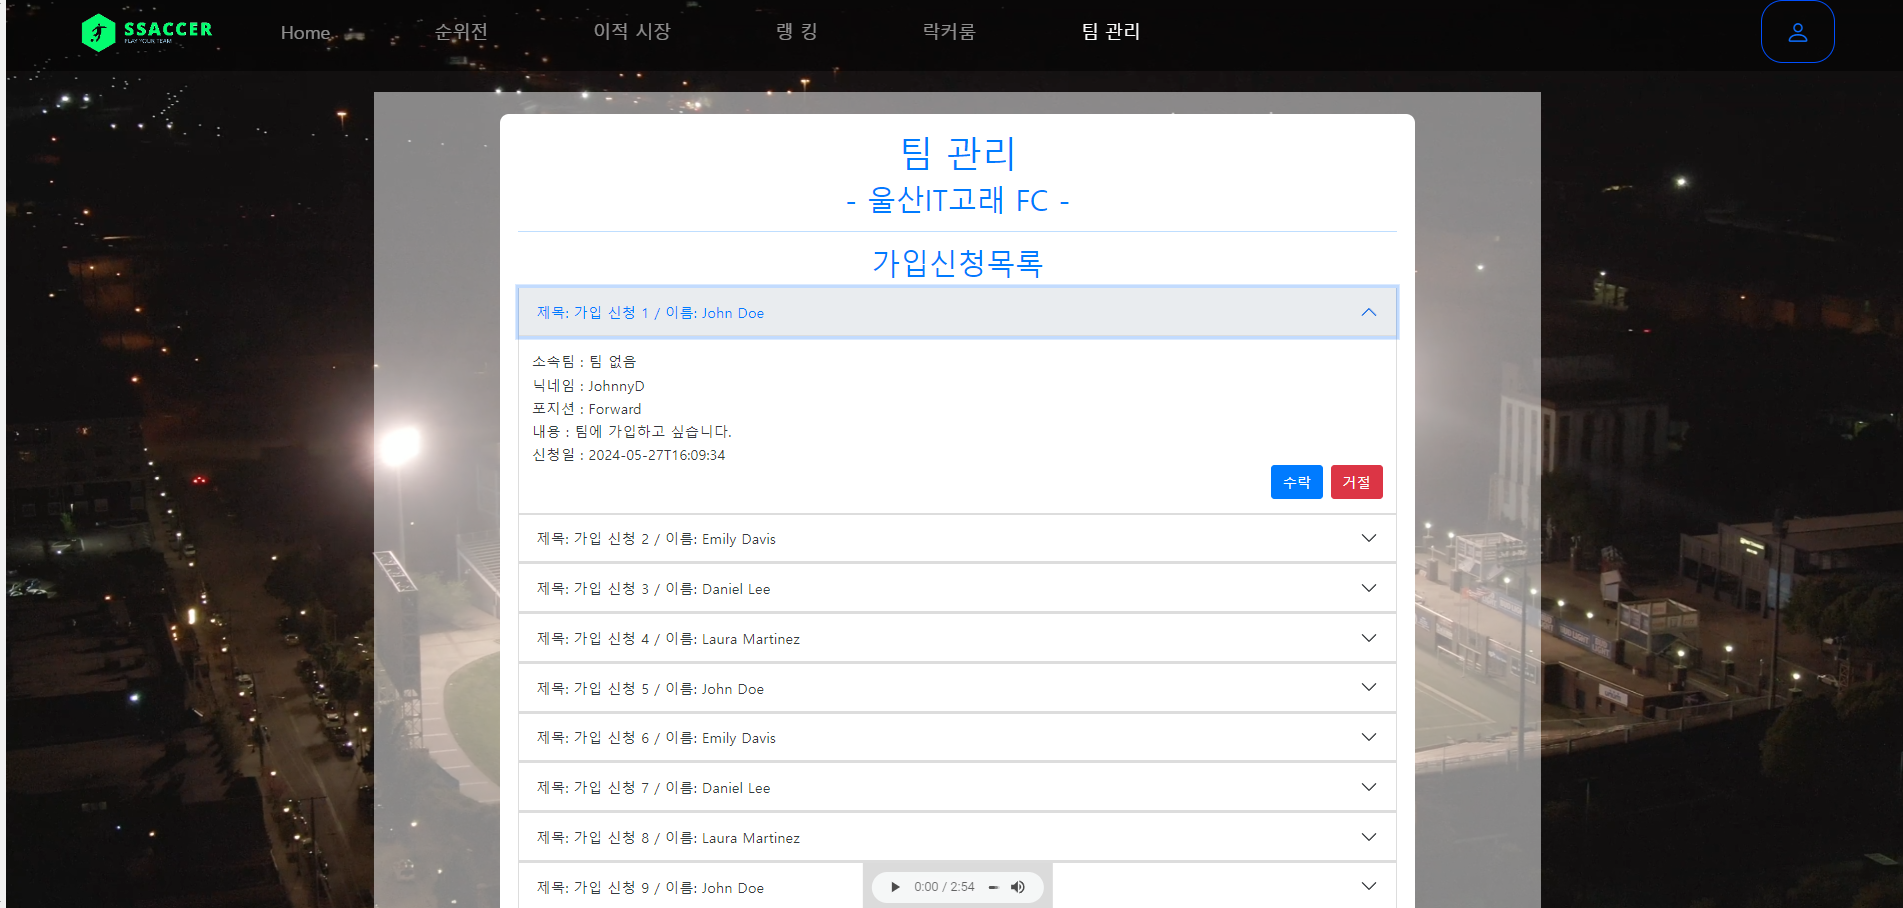 SSACCER
PLAY YOUR TEAM
Home
순위전
이적 시장
랭 킹
락커룸
팀 관리
팀 관리
- 울산IT고래 FC -
가입신청목록
제목: 가입 신청 1 / 이름: John Doe
소속팀 : 팀 없음
닉네임 : JohnnyD
포지션 : Forward
내용 : 팀에 가입하고 싶습니다.
신청일 : 2024-05-27T16:09:34
수락
거절
제목: 가입 신청 2 / 이름: Emily Davis
제목: 가입 신청 3 / 이름: Daniel Lee
제목: 가입 신청 4 / 이름: Laura Martinez
제목: 가입 신청 5 / 이름: John Doe
제목: 가입 신청 6 / 이름: Emily Davis
제목: 가입 신청 7 / 이름: Daniel Lee
제목: 가입 신청 8 / 이름: Laura Martinez
제목: 가입 신청 9 / 이름: John Doe
0:00 / 2:54